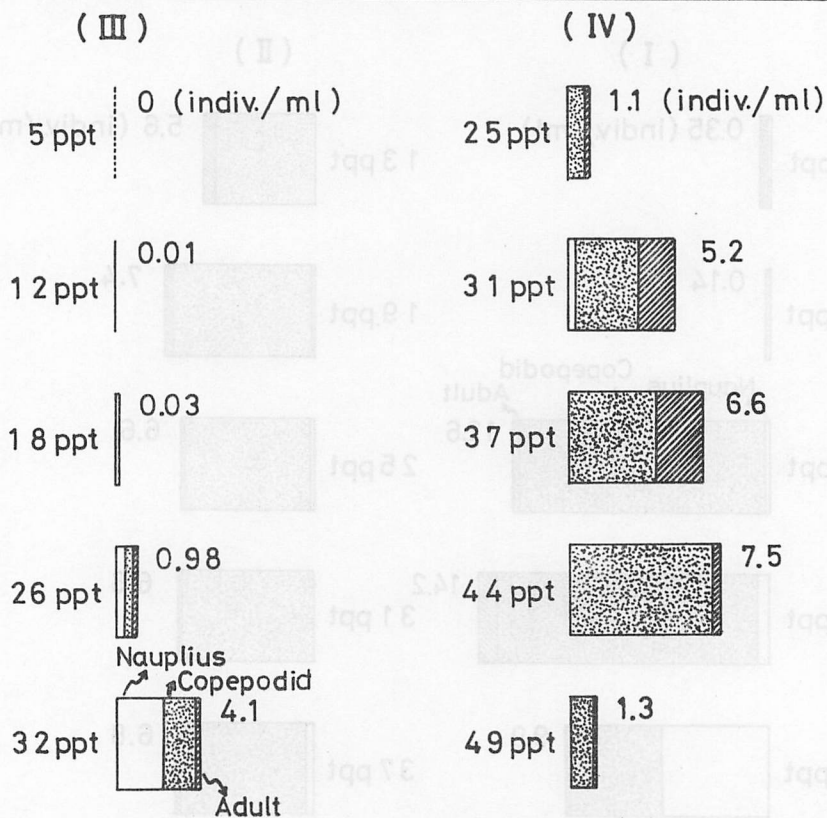 (III)
0 (indiv./ml)
5 ppt
0.01
12 ppt
0.03
18 ppt
0.98
26 ppt
Nauplius
Copepodid
4.1
32 ppt
Adult
(IV)
1.1 (indiv./ml)
25 ppt
5.2
31 ppt
6.6
37 ppt
7.5
44 ppt
1.3
49 ppt